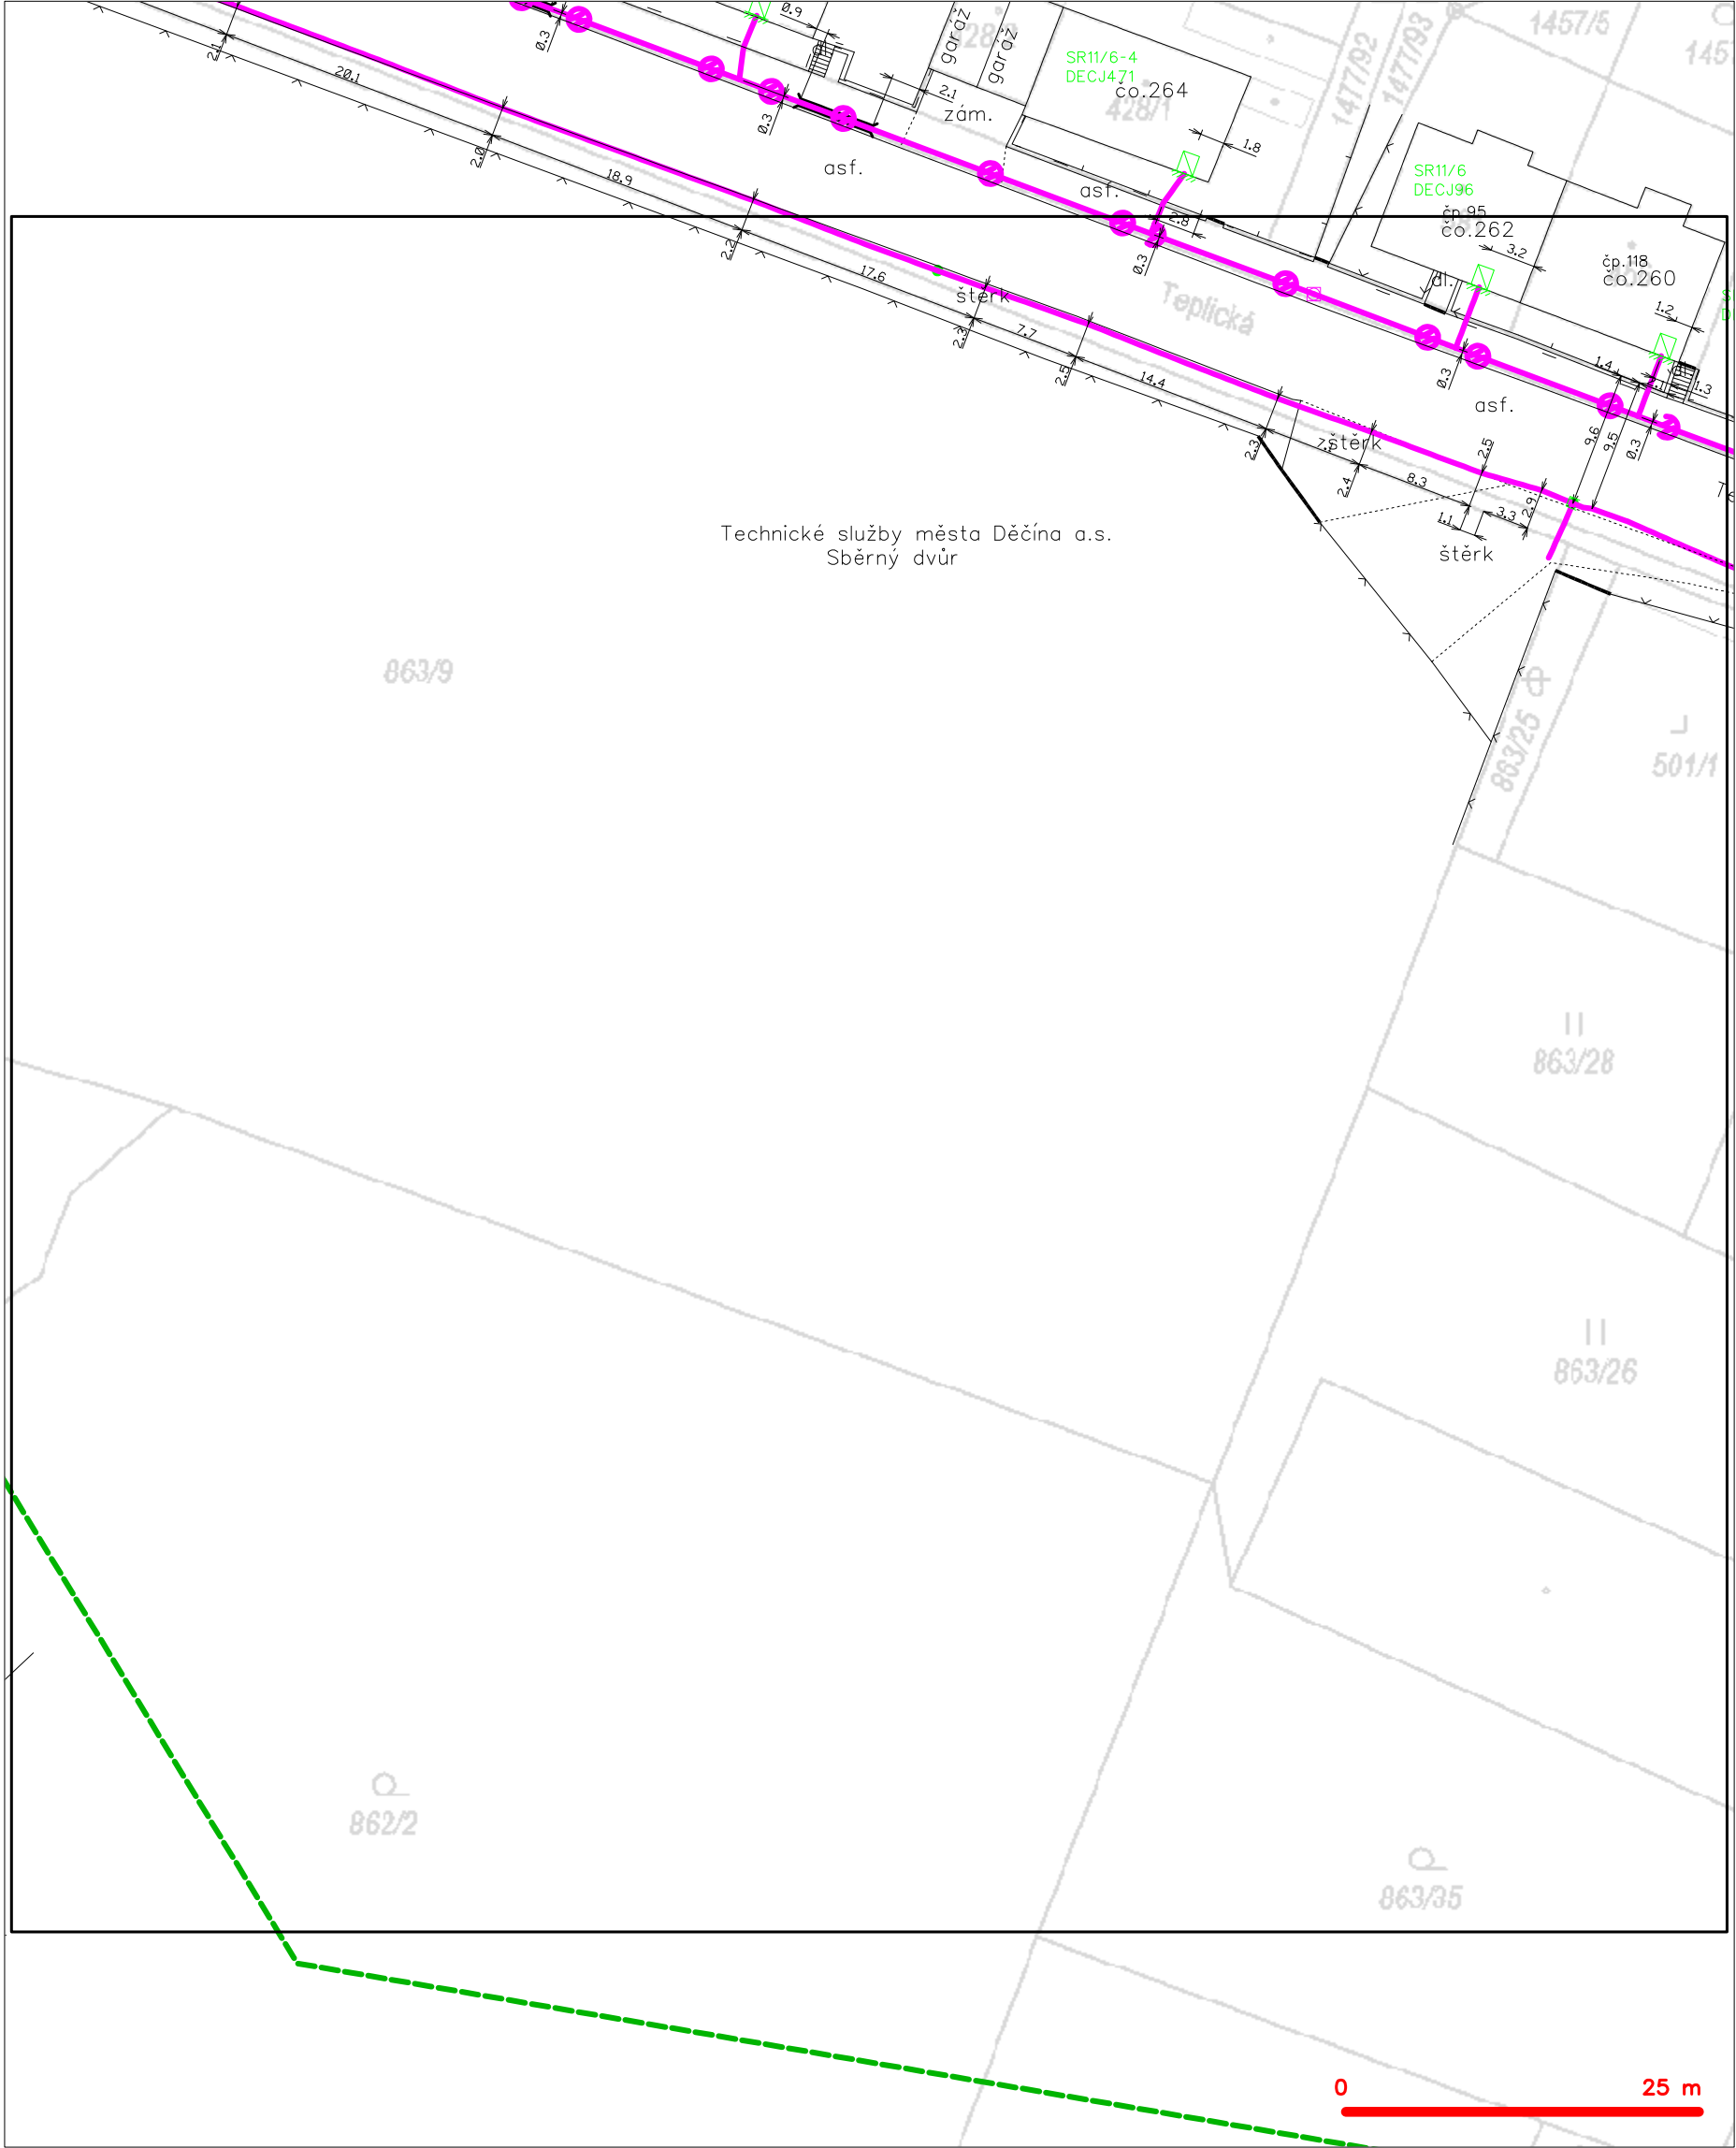 0.9
garáž
garáž
1477/92
1477/93
1457/5
SR11/6-4
DECJ471
čo.264
428/1
2.1
0.3
20.1
2.1
zám.
0.3
1.8
asf.
asf.
2.0
18.9
2.8
0.3
SR11/6
DECJ96
čp.95
čo.262
3.2
čp.118
čo.260
dl.
1.2
2.2
17.6
štěrk
Teplická
2.3
7.7
2.5
14.4
0.3
1.4
1.3
asf.
9.6
9.5
0.3
2.3
štěrk
2.4
8.3
2.5
1.1
3.3
2.9
štěrk
Technické služby města Děčína a.s.
Sběrný dvůr
863/9
863/25
501/1
863/28
863/26
862/2
863/35
0
25 m